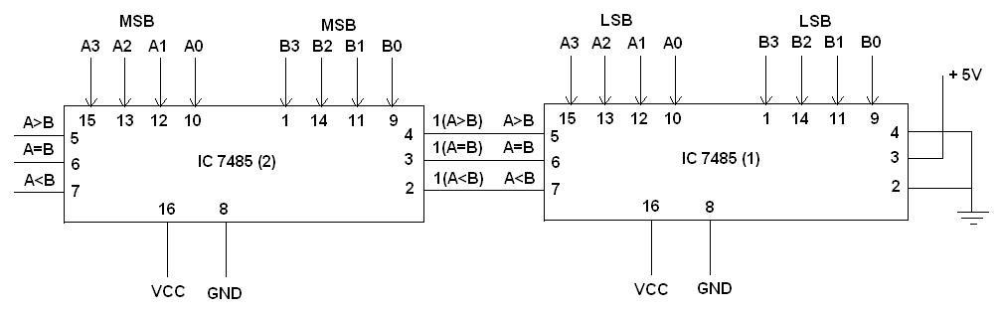 MSB MSB LSB LSB
A3 A2 A1 A0 B3 B2 B1 B0 A3 A2 A1 A0 B3 B2 B1 B0
+ 5V
15 13 12 10 1 14 11 9 15 13 12 10 1 14 11 9
A>B 5 4 1(A>B) A>B 5 4
A=B 6 IC 7485 (2) 3 1(A=B) A=B 6 IC 7485 (1) 3
A<B 7 2 1(A<B) A<B 7 2
16 8 16 8
VCC GND VCC GND